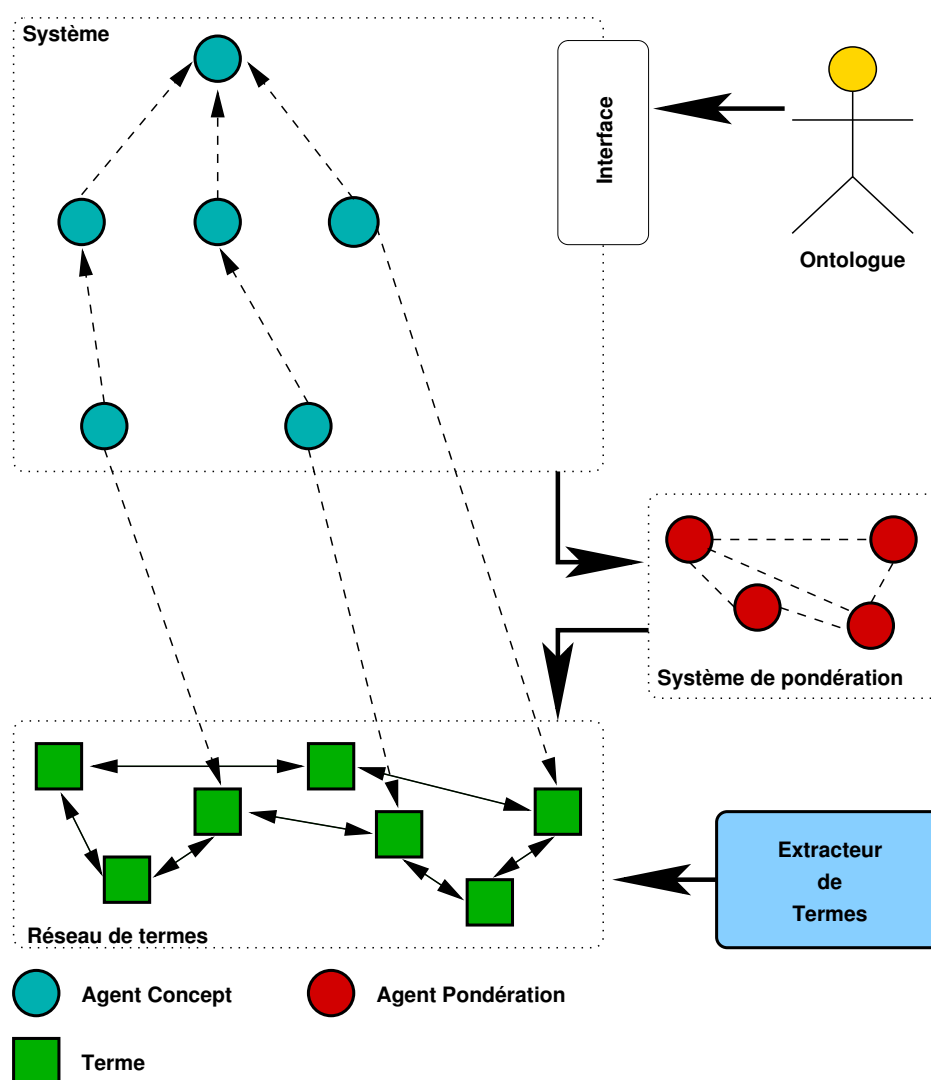 Système
Interface
Ontologue
Système de pondération
Extracteur
de
Termes
Réseau de termes
Agent Concept
Agent Pondération
Terme